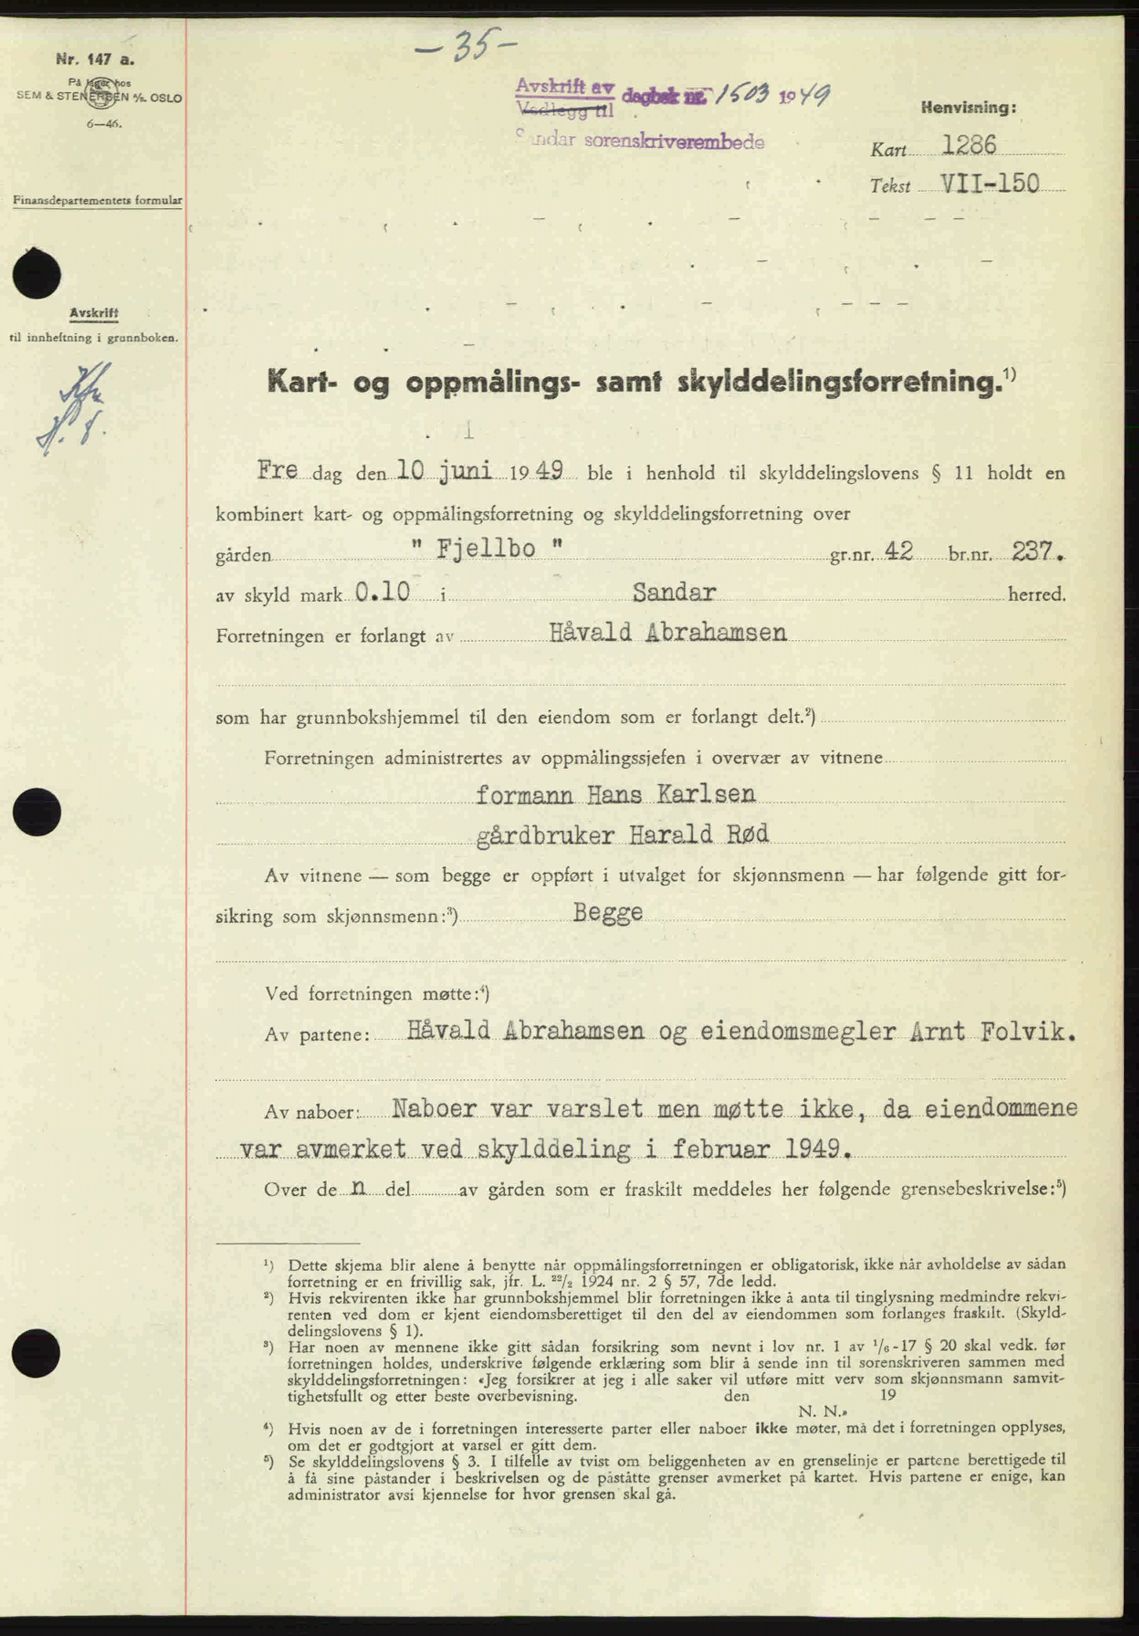 Nr. 147 a.
På lager hos
SEM & STENERSEN A/S. OSLO
6—46.
Finansdepartementets formular
Avskrift
til innheftning i grunnboken.
— 35 —
Avskrift av dagbok nr. 1503 1949
Vedlegg til
Sandar sorenskriverembede
Henvisning:
Kart 1286
Tekst VII-150
Kart- og oppmålings- samt skylddelingsforretning.¹)
Fre dag den 10 juni 1949 ble i henhold til skylddelingslovens § 11 holdt en
kombinert kart- og oppmålingsforretning og skylddelingsforretning over
gården " Fjellbo " gr.nr. 42 br.nr. 237.
av skyld mark 0.10 i Sandar herred.
Forretningen er forlangt av Håvald Abrahamsen
som har grunnbokshjemmel til den eiendom som er forlangt delt.²)
Forretningen administrertes av oppmålingssjefen i overvær av vitnene
formann Hans Karlsen
gårdbruker Harald Rød
Av vitnene — som begge er oppført i utvalget for skjønnsmenn — har følgende gitt for-
sikring som skjønnsmenn:³) Begge
Ved forretningen møtte:⁴)
Av partene: Håvald Abrahamsen og eiendomsmegler Arnt Folvik.
Av naboer: Naboer var varslet men møtte ikke, da eiendommene
var avmerket ved skylddeling i februar 1949.
Over de n del av gården som er fraskilt meddeles her følgende grensebeskrivelse:⁵)
¹) Dette skjema blir alene å benytte når oppmålingsforretningen er obligatorisk, ikke når avholdelse av sådan
forretning er en frivillig sak, jfr. L. ²²/₂ 1924 nr. 2 § 57, 7de ledd.
²) Hvis rekvirenten ikke har grunnbokshjemmel blir forretningen ikke å anta til tinglysning medmindre rekvi-
renten ved dom er kjent eiendomsberettiget til den del av eiendommen som forlanges fraskilt. (Skyld-
delingslovens § 1).
³) Har noen av mennene ikke gitt sådan forsikring som nevnt i lov nr. 1 av ¹/₆-17 § 20 skal vedk. før
forretningen holdes, underskrive følgende erklæring som blir å sende inn til sorenskriveren sammen med
skylddelingsforretningen: «Jeg forsikrer at jeg i alle saker vil utføre mitt verv som skjønnsmann samvit-
tighetsfullt og etter beste overbevisning. den 19
N. N.»
⁴) Hvis noen av de i forretningen interesserte parter eller naboer ikke møter, må det i forretningen opplyses,
om det er godtgjort at varsel er gitt dem.
⁵) Se skylddelingslovens § 3. I tilfelle av tvist om beliggenheten av en grenselinje er partene berettigede til
å få sine påstander i beskrivelsen og de påståtte grenser avmerket på kartet. Hvis partene er enige, kan
administrator avsi kjennelse for hvor grensen skal gå.